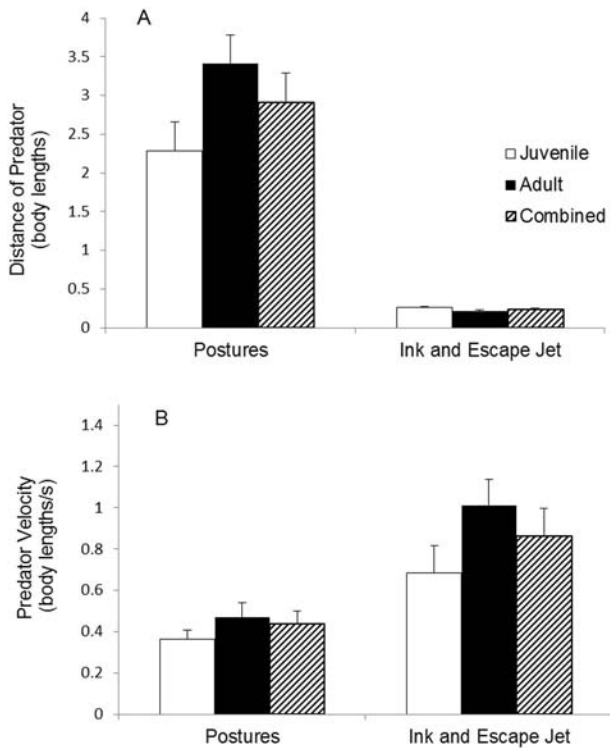 A
4
3.5
3
2.5
2
1.5
1
0.5
0
Distance of Predator
(body lengths)
Juvenile
Adult
Combined
Postures
Ink and Escape Jet
B
1.4
1.2
1
0.8
0.6
0.4
0.2
0
Predator Velocity
(body lengths/s)
Postures
Ink and Escape Jet